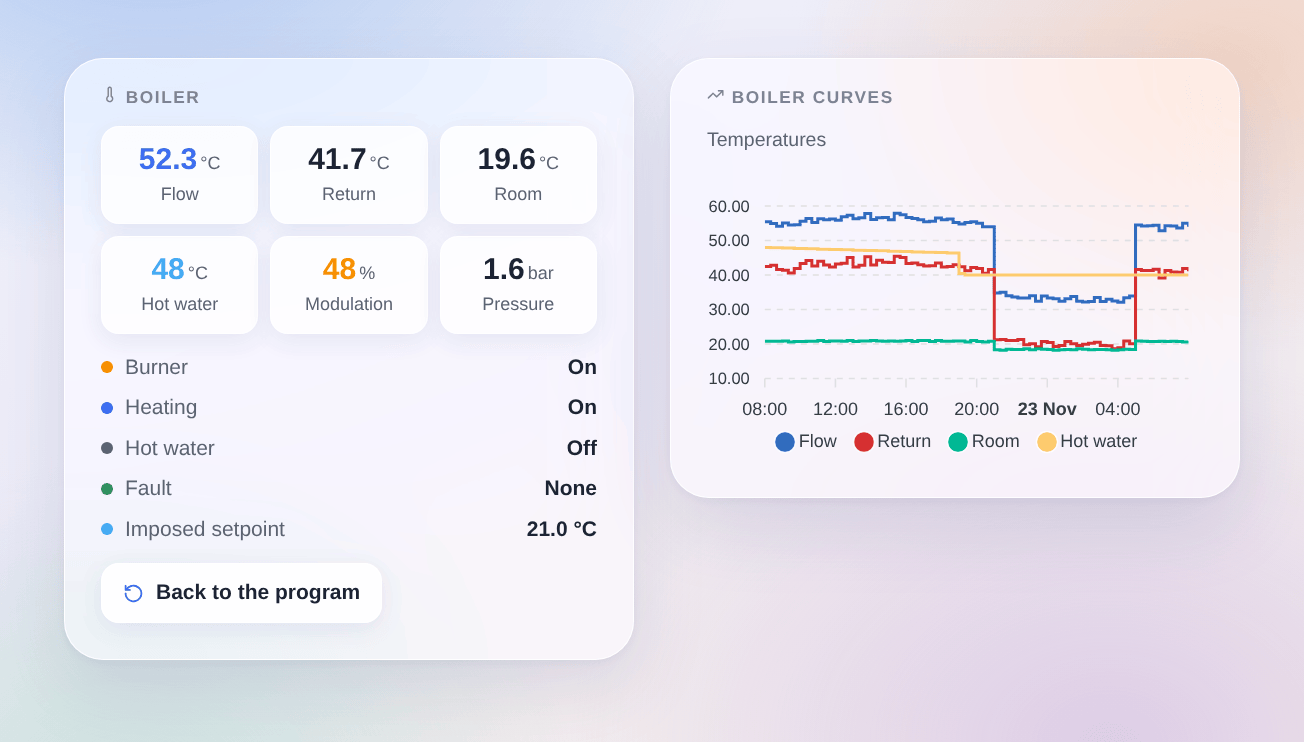 BOILER
52.3 °C
Flow
41.7 °C
Return
19.6 °C
Room
48 °C
Hot water
48 %
Modulation
1.6 bar
Pressure
Burner On
Heating On
Hot water Off
Fault None
Imposed setpoint 21.0 °C
Back to the program
BOILER CURVES
Temperatures
60.00
50.00
40.00
30.00
20.00
10.00
08:00 12:00 16:00 20:00 23 Nov 04:00
Flow Return Room Hot water